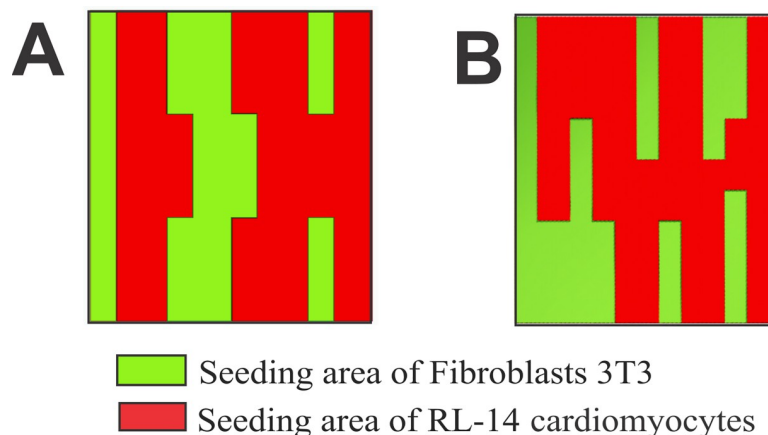 A
B
Seeding area of Fibroblasts 3T3
Seeding area of RL-14 cardiomyocytes